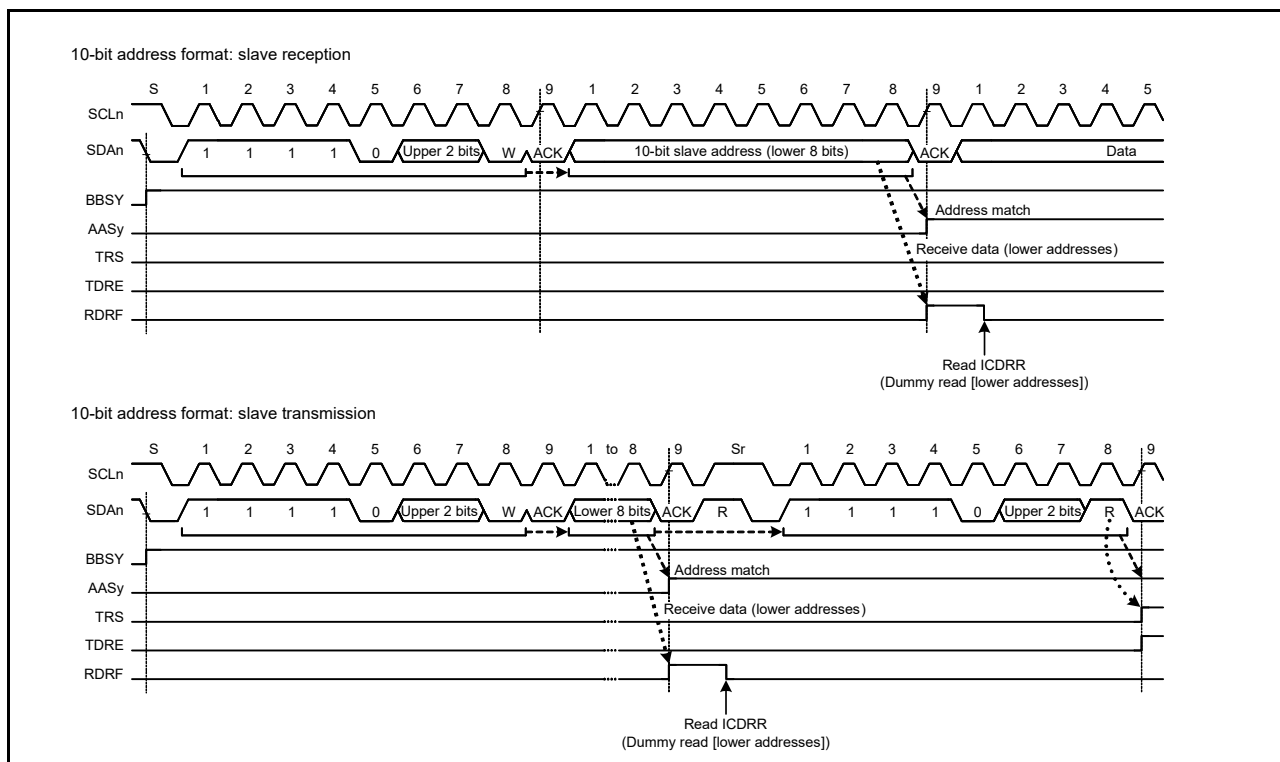 10-bit address format: slave reception
S 1 2 3 4 5 6 7 8 9 1 2 3 4 5 6 7 8 9 1 2 3 4 5
SCLn
SDAn 1 1 1 1 0 Upper 2 bits W ACK 10-bit slave address (lower 8 bits) ACK Data
BBSY
Address match
AASy
Receive data (lower addresses)
TRS
TDRE
RDRF
Read ICDRR
(Dummy read [lower addresses])
10-bit address format: slave transmission
S 1 2 3 4 5 6 7 8 9 1 to 8 9 Sr 1 2 3 4 5 6 7 8 9
SCLn
SDAn 1 1 1 1 0 Upper 2 bits W ACK Lower 8 bits ACK R 1 1 1 1 0 Upper 2 bits R ACK
BBSY
Address match
AASy
Receive data (lower addresses)
TRS
TDRE
RDRF
Read ICDRR
(Dummy read [lower addresses])